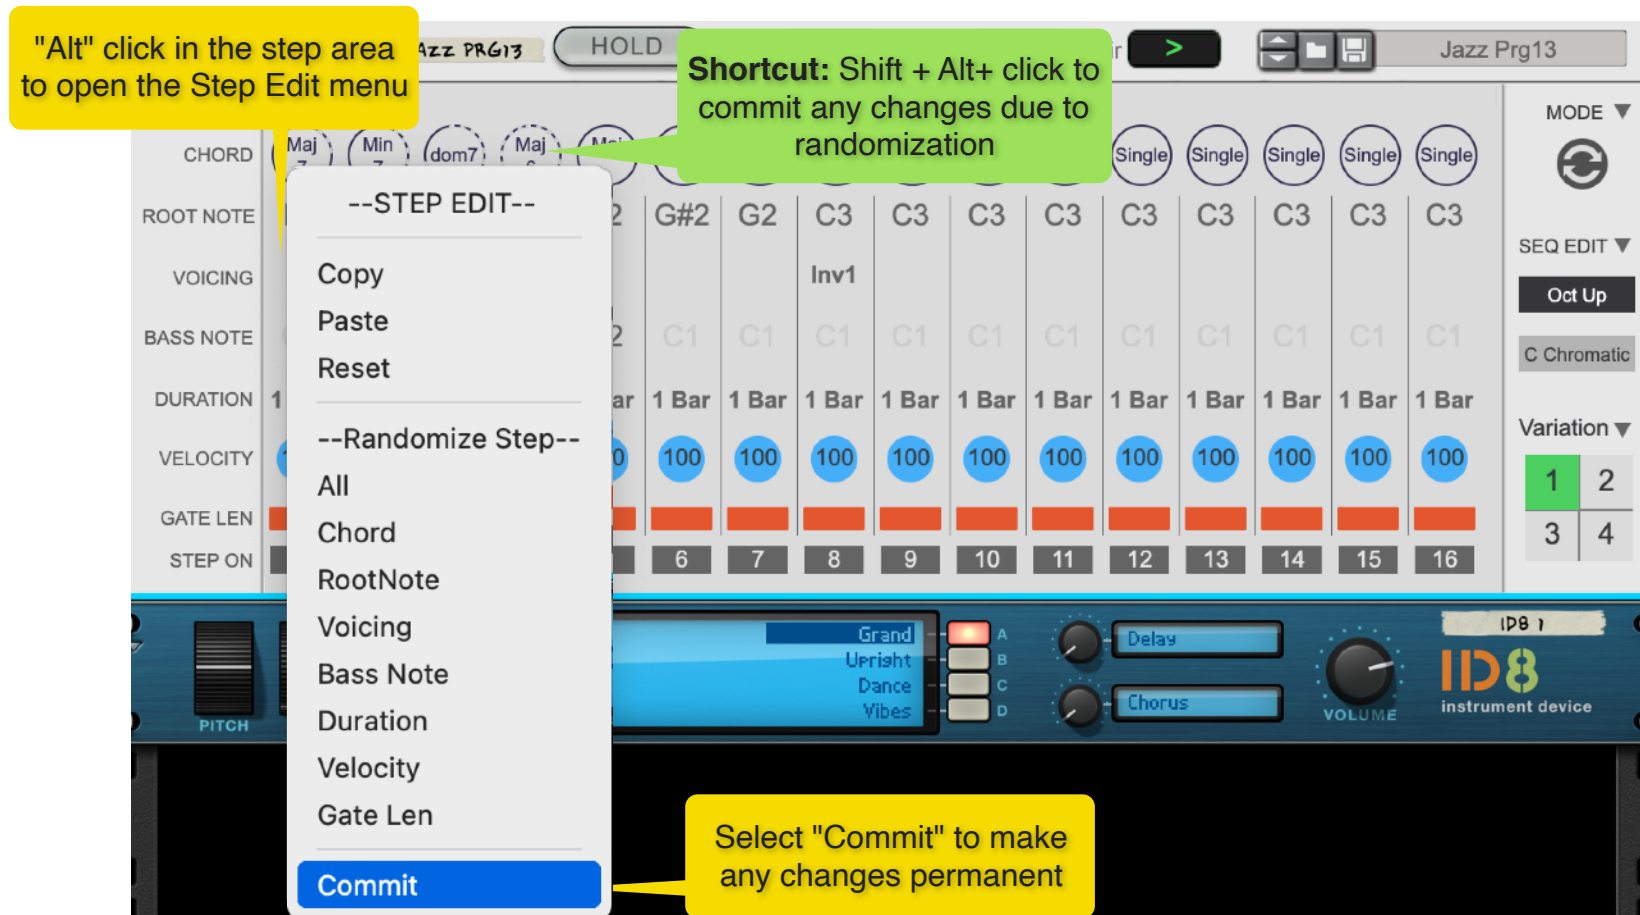 "Alt" click in the step area
to open the Step Edit menu
AZZ PRG13
HOLD
Shortcut: Shift + Alt+ click to
commit any changes due to
randomization
>
Jazz Prg13
MODE ▼
CHORD Maj Min 7 dom7 Maj Single Single Single Single Single
ROOT NOTE G#2 G2 C3 C3 C3 C3 C3 C3 C3 C3 C3
SEQ EDIT ▼
VOICING Inv1
Oct Up
BASS NOTE C1 C1 C1 C1 C1 C1 C1 C1 C1 C1 C1
C Chromatic
DURATION 1 Bar 1 Bar 1 Bar 1 Bar 1 Bar 1 Bar 1 Bar 1 Bar 1 Bar 1 Bar 1 Bar
Variation ▼
VELOCITY 100 100 100 100 100 100 100 100 100 100 100
1 2
GATE LEN
3 4
STEP ON 6 7 8 9 10 11 12 13 14 15 16
--STEP EDIT--
Copy
Paste
Reset
--Randomize Step--
All
Chord
RootNote
Voicing
Bass Note
Duration
Velocity
Gate Len
Commit
PITCH
Grand A
Upright B
Dance C
Vibes D
Delay
Chorus
VOLUME
ID8 1
ID8
instrument device
Select "Commit" to make
any changes permanent